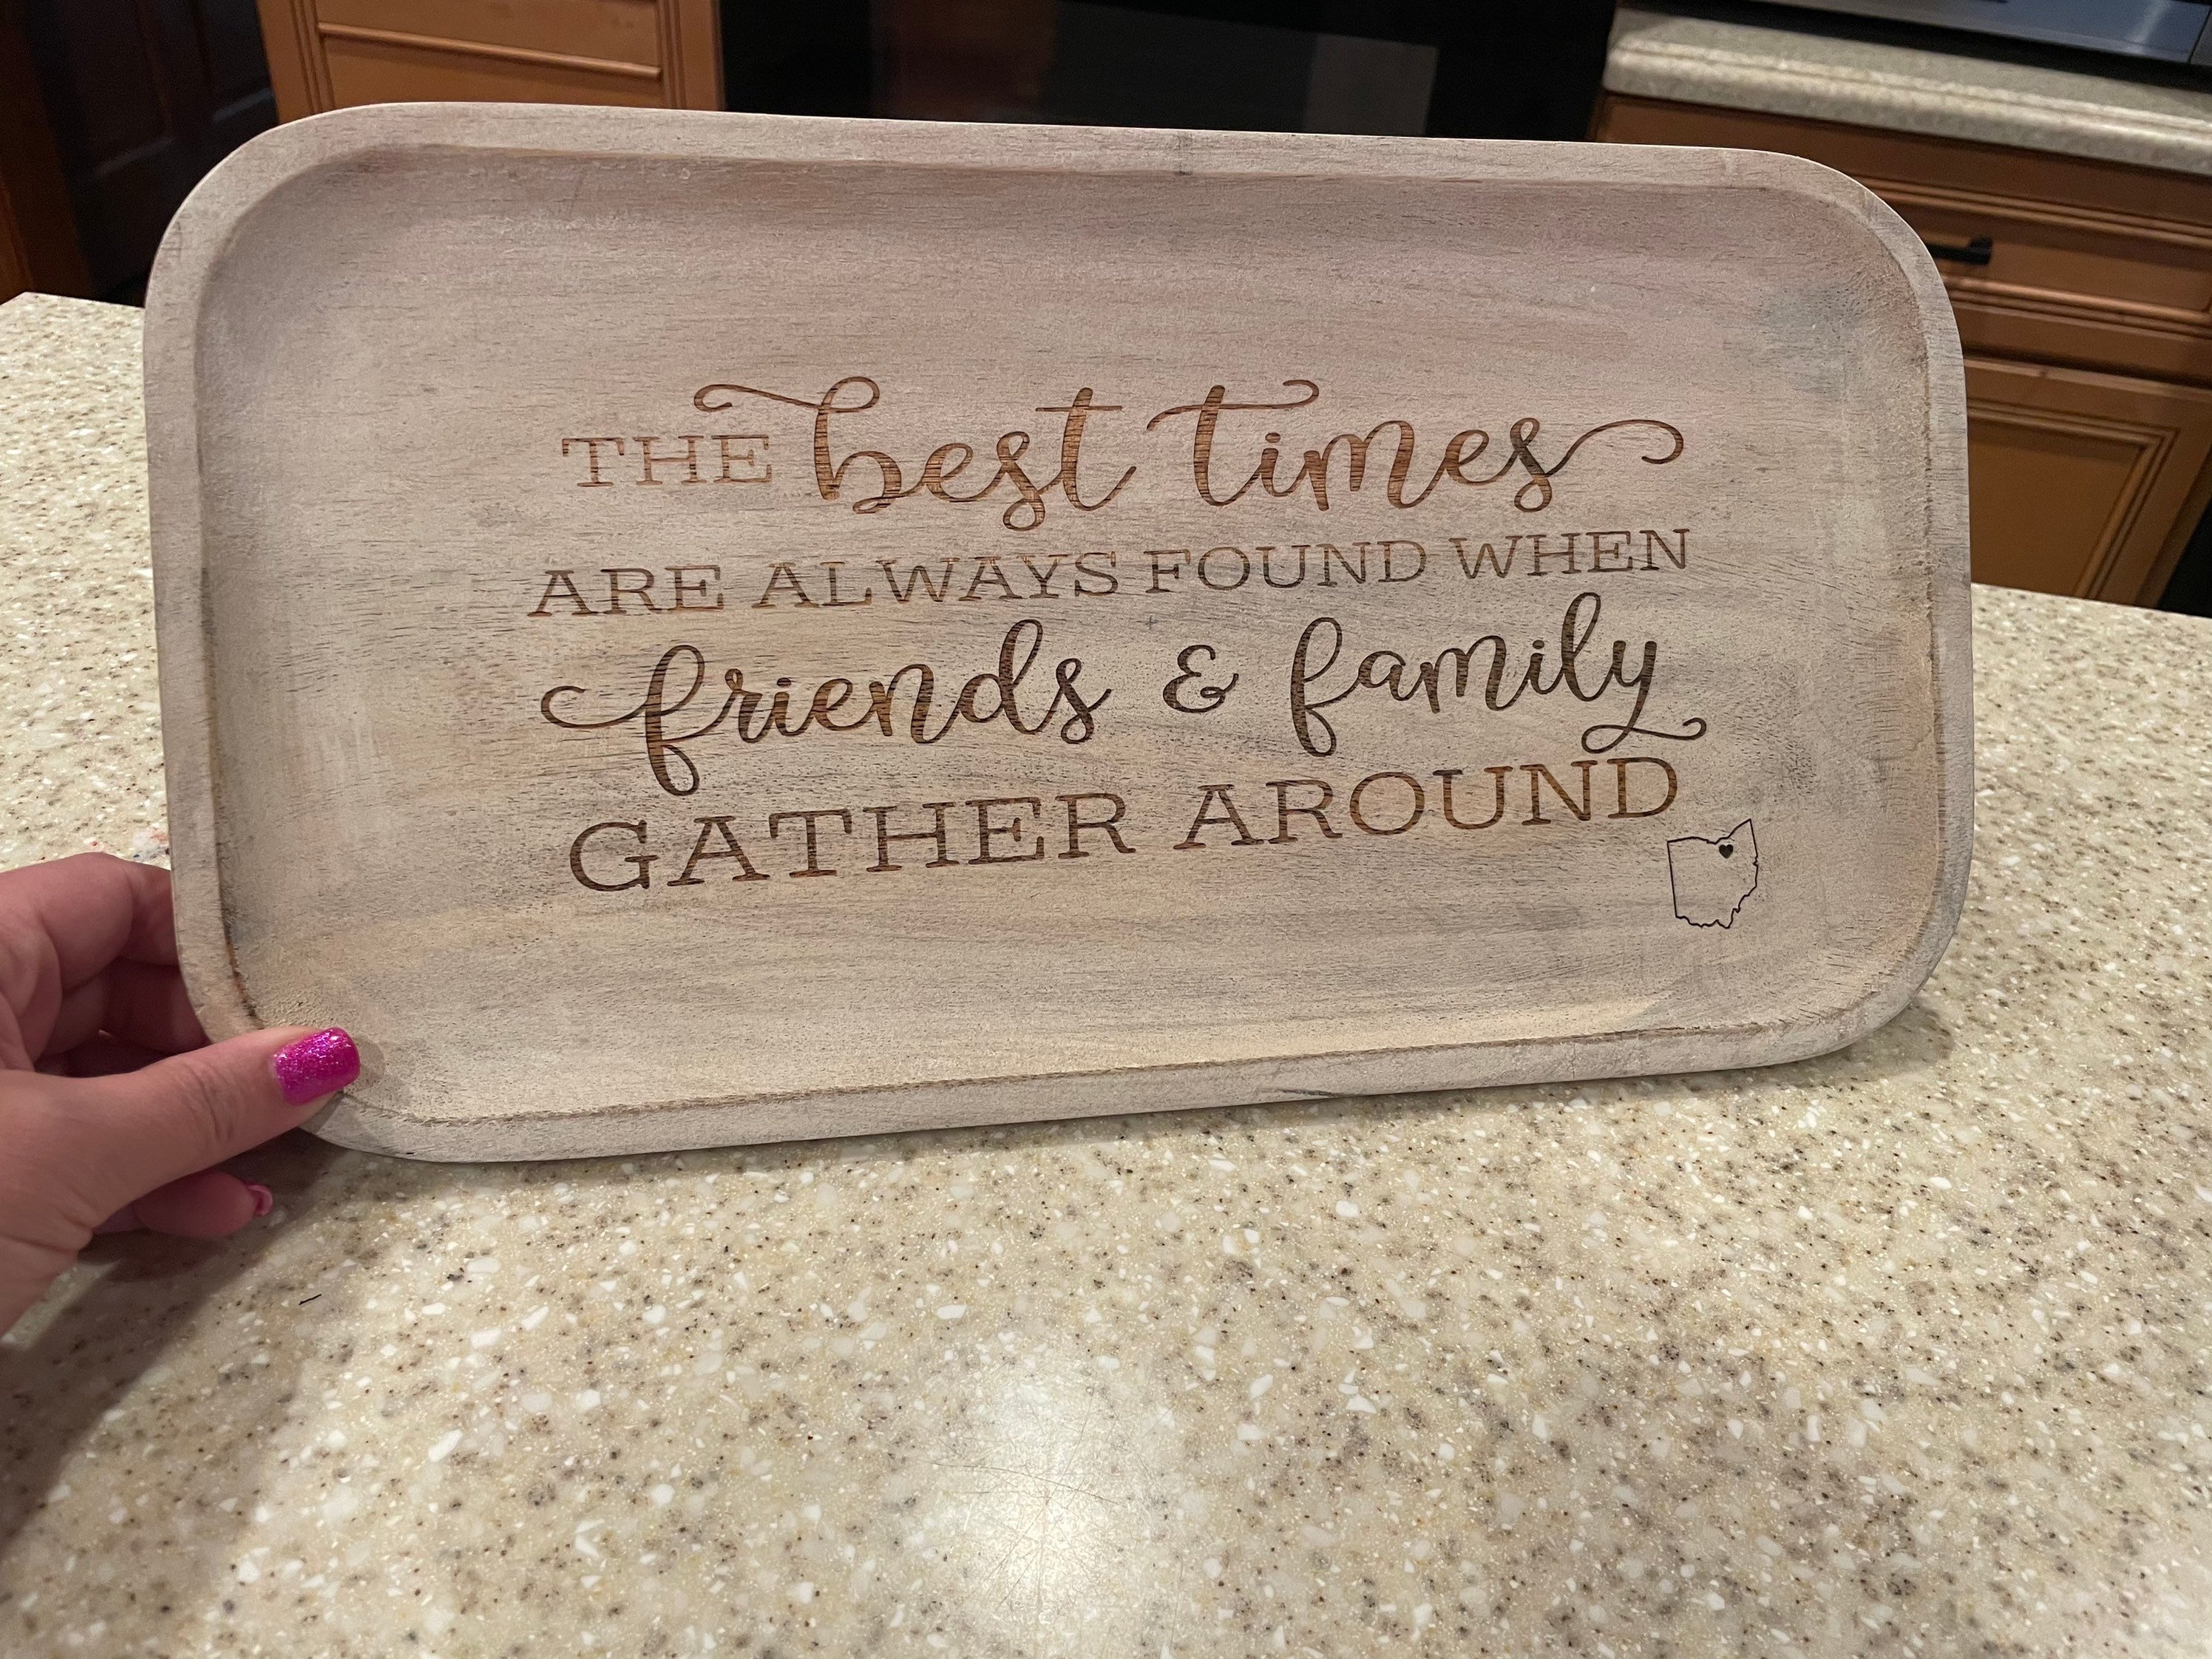 THE best times
ARE ALWAYS FOUND WHEN
friends & family
GATHER AROUND